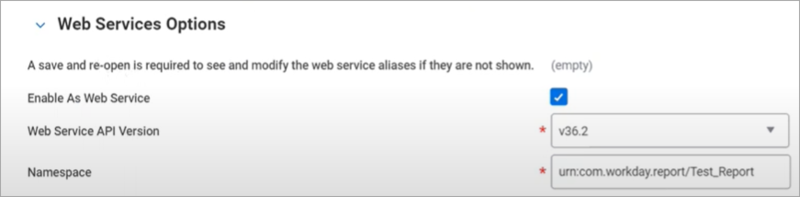 Web Services Options
A save and re-open is required to see and modify the web service aliases if they are not shown. (empty)
Enable As Web Service
Web Service API Version * v36.2
Namespace * urn:com.workday.report/Test_Report